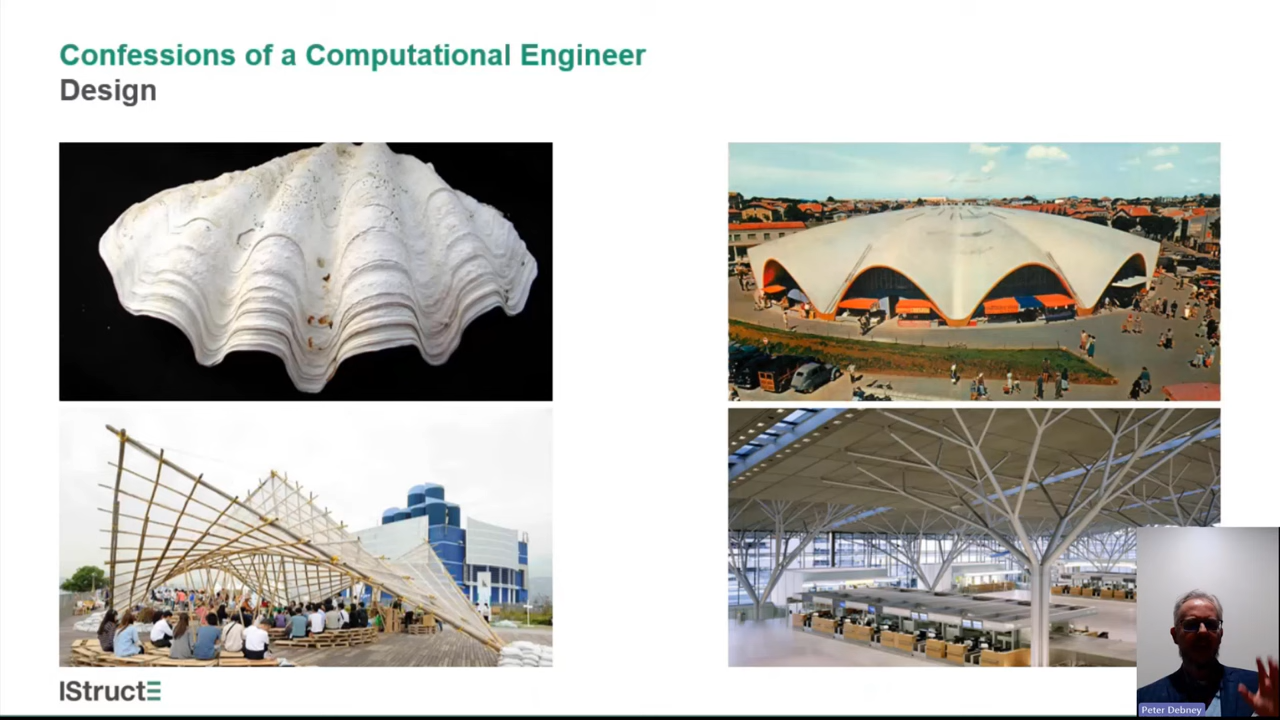 Confessions of a Computational Engineer
Design
IStructE
Peter Debney